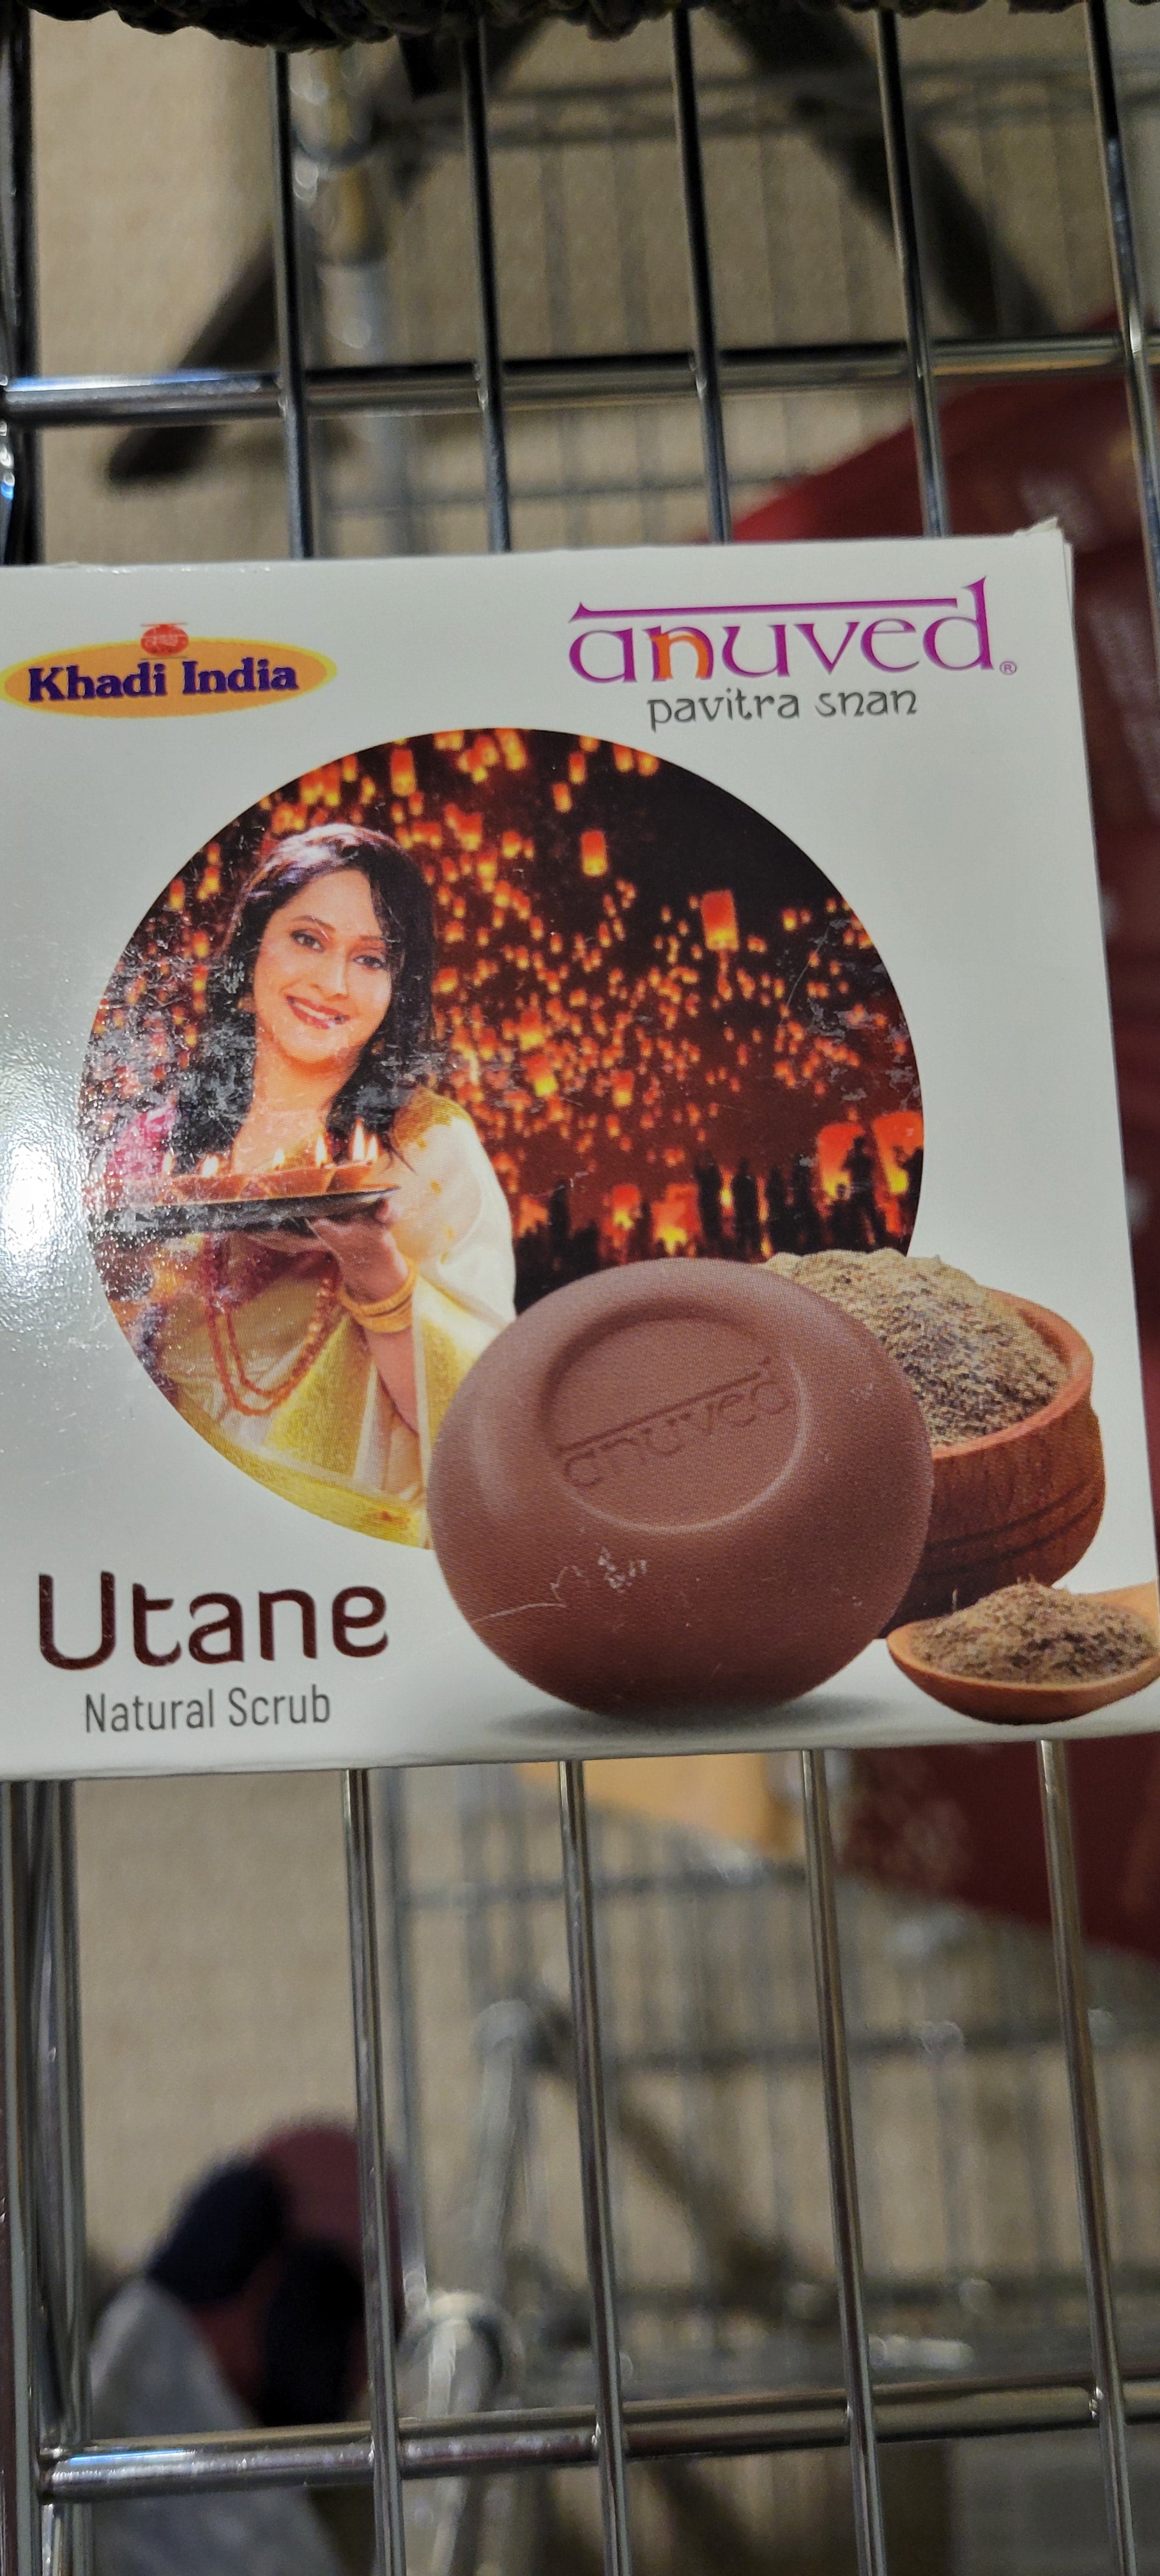 Khadi India
anuved®
pavitra snan
anuved
Utane
Natural Scrub